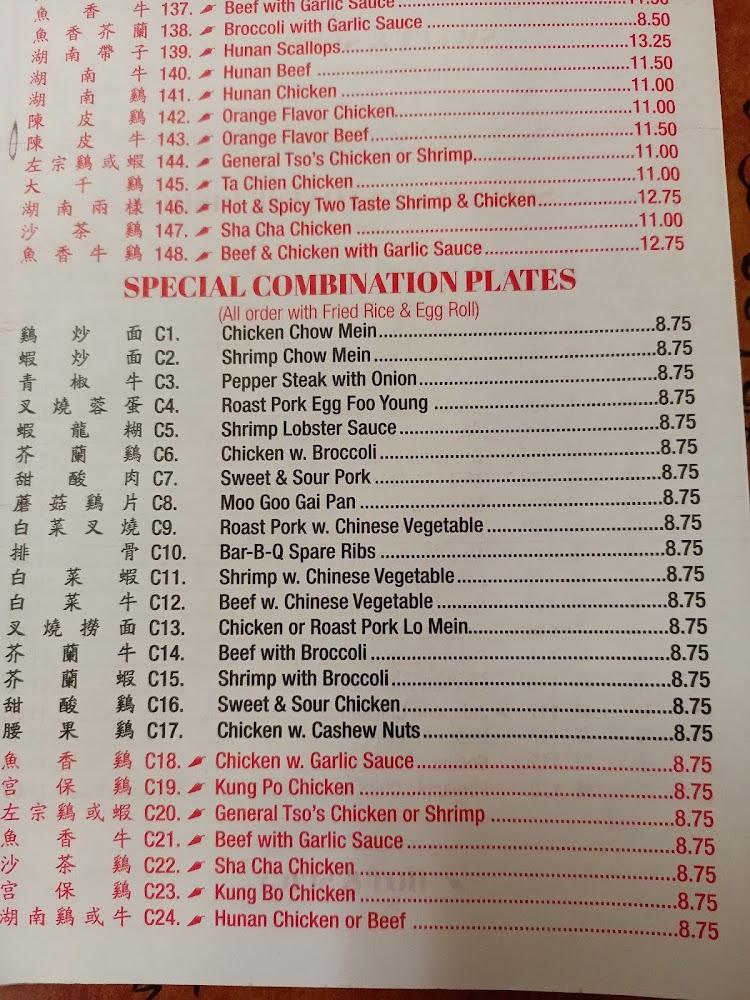 魚香牛 137. Beef with Garlic Sauce
魚香芥蘭 138. Broccoli with Garlic Sauce 8.50
湖南帶子 139. Hunan Scallops 13.25
湖南牛 140. Hunan Beef 11.50
湖南鷄 141. Hunan Chicken 11.00
陳皮鷄 142. Orange Flavor Chicken 11.00
陳皮牛 143. Orange Flavor Beef 11.50
左宗鷄或蝦 144. General Tso's Chicken or Shrimp 11.00
大千鷄 145. Ta Chien Chicken 11.00
湖南兩樣 146. Hot & Spicy Two Taste Shrimp & Chicken 12.75
沙茶鷄 147. Sha Cha Chicken 11.00
魚香牛鷄 148. Beef & Chicken with Garlic Sauce 12.75
SPECIAL COMBINATION PLATES
(All order with Fried Rice & Egg Roll)
鷄炒面 C1. Chicken Chow Mein 8.75
蝦炒面 C2. Shrimp Chow Mein 8.75
青椒牛 C3. Pepper Steak with Onion 8.75
叉燒蓉蛋 C4. Roast Pork Egg Foo Young 8.75
蝦龍糊 C5. Shrimp Lobster Sauce 8.75
芥蘭鷄 C6. Chicken w. Broccoli 8.75
甜酸肉 C7. Sweet & Sour Pork 8.75
蘑菇鷄片 C8. Moo Goo Gai Pan 8.75
白菜叉燒 C9. Roast Pork w. Chinese Vegetable 8.75
排骨 C10. Bar-B-Q Spare Ribs 8.75
白菜蝦 C11. Shrimp w. Chinese Vegetable 8.75
白菜牛 C12. Beef w. Chinese Vegetable 8.75
叉燒撈面 C13. Chicken or Roast Pork Lo Mein 8.75
芥蘭牛 C14. Beef with Broccoli 8.75
芥蘭蝦 C15. Shrimp with Broccoli 8.75
甜酸鷄 C16. Sweet & Sour Chicken 8.75
腰果鷄 C17. Chicken w. Cashew Nuts 8.75
魚香鷄 C18. Chicken w. Garlic Sauce 8.75
宮保鷄 C19. Kung Po Chicken 8.75
左宗鷄或蝦 C20. General Tso's Chicken or Shrimp 8.75
魚香牛 C21. Beef with Garlic Sauce 8.75
沙茶鷄 C22. Sha Cha Chicken 8.75
宮保鷄 C23. Kung Bo Chicken 8.75
湖南鷄或牛 C24. Hunan Chicken or Beef 8.75